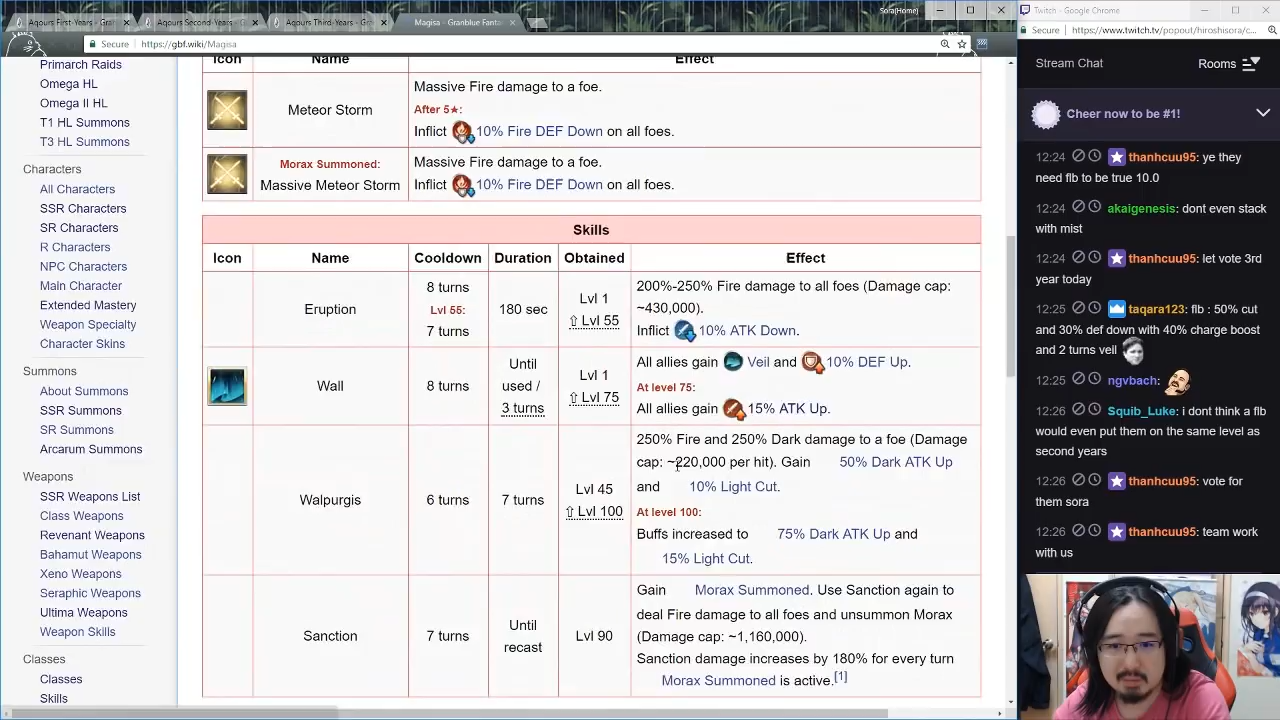 Sora(Home)
Aqours First-Years - Gran
Aqours Second-Years - G
Aqours Third-Years - Gra
Magisa - Granblue Fanta
Secure | https://gbf.wiki/Magisa
Primarch Raids
Omega HL
Omega II HL
T1 HL Summons
T3 HL Summons
Characters
All Characters
SSR Characters
SR Characters
R Characters
NPC Characters
Main Character
Extended Mastery
Weapon Specialty
Character Skins
Summons
About Summons
SSR Summons
SR Summons
Arcarum Summons
Weapons
SSR Weapons List
Class Weapons
Revenant Weapons
Bahamut Weapons
Xeno Weapons
Seraphic Weapons
Ultima Weapons
Weapon Skills
Classes
Classes
Skills
Icon Name Effect
Meteor Storm
Massive Fire damage to a foe.
After 5★:
Inflict 10% Fire DEF Down on all foes.
Morax Summoned:
Massive Meteor Storm
Massive Fire damage to a foe.
Inflict 10% Fire DEF Down on all foes.
Skills
Icon Name Cooldown Duration Obtained Effect
Eruption
8 turns
Lvl 55:
7 turns
180 sec
Lvl 1
⇧ Lvl 55
200%-250% Fire damage to all foes (Damage cap:
~430,000).
Inflict 10% ATK Down.
Wall
8 turns
Until
used /
3 turns
Lvl 1
⇧ Lvl 75
All allies gain Veil and 10% DEF Up.
At level 75:
All allies gain 15% ATK Up.
Walpurgis
6 turns
7 turns
Lvl 45
⇧ Lvl 100
250% Fire and 250% Dark damage to a foe (Damage
cap: ~220,000 per hit). Gain 50% Dark ATK Up
and 10% Light Cut.
At level 100:
Buffs increased to 75% Dark ATK Up and
15% Light Cut.
Sanction
7 turns
Until
recast
Lvl 90
Gain Morax Summoned. Use Sanction again to
deal Fire damage to all foes and unsummon Morax
(Damage cap: ~1,160,000).
Sanction damage increases by 180% for every turn
Morax Summoned is active.[1]
Twitch - Google Chrome
Secure | https://www.twitch.tv/popout/hiroshisora/c...
Stream Chat Rooms
Cheer now to be #1!
12:24 thanhcuu95: ye they
need flb to be true 10.0
12:24 akaigenesis: dont even stack
with mist
12:24 thanhcuu95: let vote 3rd
year today
12:25 taqara123: flb : 50% cut
and 30% def down with 40% charge boost
and 2 turns veil
12:25 ngvbach:
12:26 Squib_Luke: i dont think a flb
would even put them on the same level as
second years
12:26 thanhcuu95: vote for
them sora
12:26 thanhcuu95: team work
with us